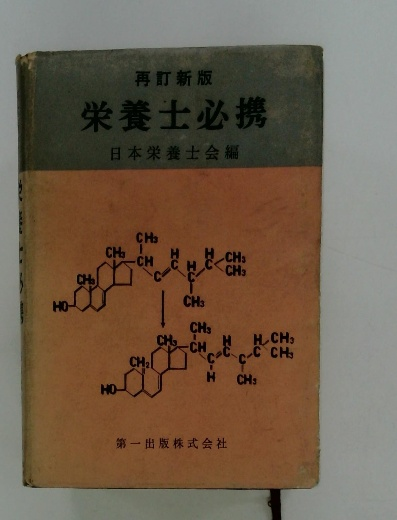 再訂新版
栄養士必携
日本栄養士会編
CH₃
CH₃ CH H H CH₃
C C C CH₃
CH₃ H
HO CH₃
CH₃
CH₃ CH H H CH₃
C C C CH₃
CH₂ H CH₃
HO
第一出版株式会社